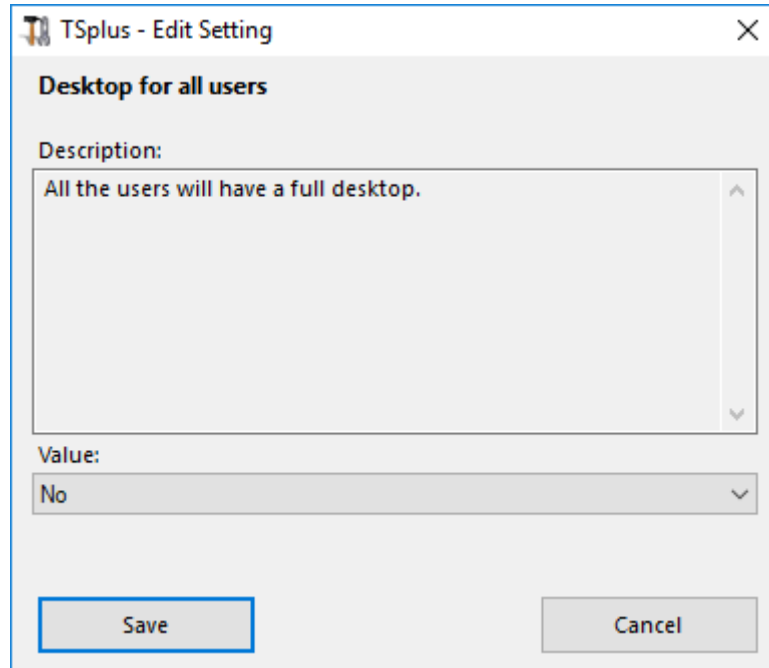 TSplus - Edit Setting
Desktop for all users
Description:
All the users will have a full desktop.
Value:
No
Save
Cancel